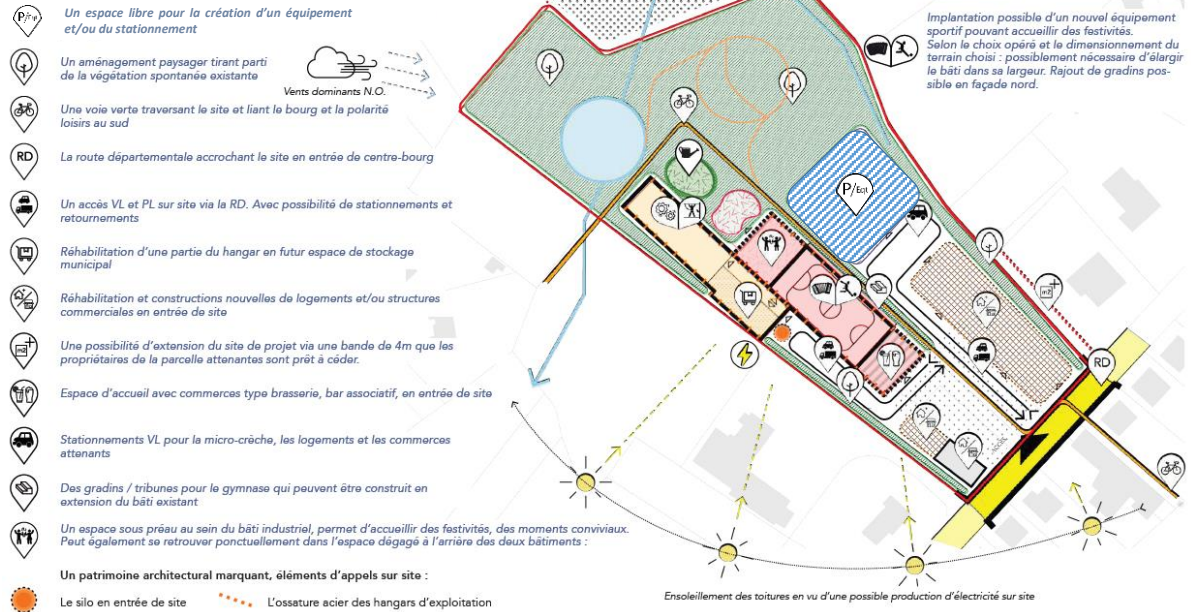 P/Eqt
Un espace libre pour la création d'un équipement
et/ou du stationnement
Un aménagement paysager tirant parti
de la végétation spontanée existante
Vents dominants N.O.
Une voie verte traversant le site et liant le bourg et la polarité
loisirs au sud
RD
La route départementale accrochant le site en entrée de centre-bourg
Un accès VL et PL sur site via la RD. Avec possibilité de stationnements et
retournements
Réhabilitation d'une partie du hangar en futur espace de stockage
municipal
Réhabilitation et constructions nouvelles de logements et/ou structures
commerciales en entrée de site
m2
Une possibilité d'extension du site de projet via une bande de 4m que les
propriétaires de la parcelle attenantes sont prêt à céder.
Espace d'accueil avec commerces type brasserie, bar associatif, en entrée de site
Stationnements VL pour la micro-crèche, les logements et les commerces
attenants
Des gradins / tribunes pour le gymnase qui peuvent être construit en
extension du bâti existant
Un espace sous préau au sein du bâti industriel, permet d'accueillir des festivités, des moments conviviaux.
Peut également se retrouver ponctuellement dans l'espace dégagé à l'arrière des deux bâtiments :
Un patrimoine architectural marquant, éléments d'appels sur site :
Le silo en entrée de site
L'ossature acier des hangars d'exploitation
Implantation possible d'un nouvel équipement
sportif pouvant accueillir des festivités.
Selon le choix opéré et le dimensionnement du
terrain choisi : possiblement nécessaire d'élargir
le bâti dans sa largeur. Rajout de gradins pos-
sible en façade nord.
P/Eqt
m2
RD
Ensoleillement des toitures en vu d'une possible production d'électricité sur site